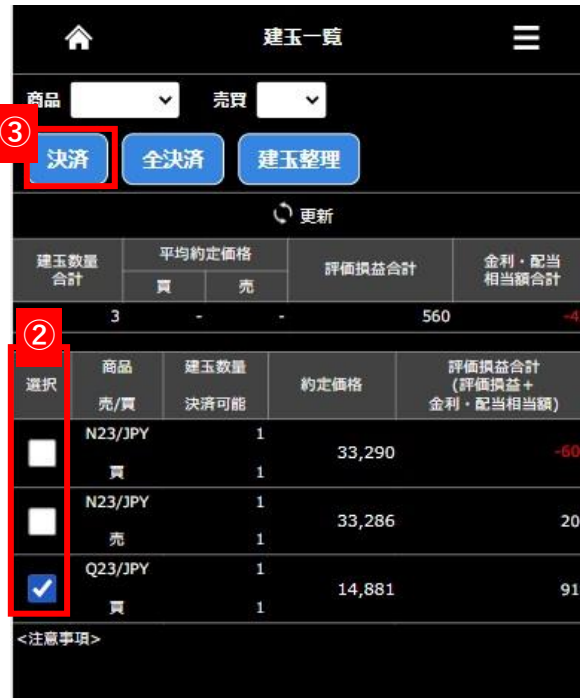 建玉一覧
商品 売買
③
決済 全決済 建玉整理
更新
建玉数量合計 平均約定価格 評価損益合計 金利・配当相当額合計
買 売
3 - - 560 -4
②
選択 商品 建玉数量 約定価格 評価損益合計
(評価損益+
売/買 決済可能 金利・配当相当額)
N23/JPY 1
33,290 -60
買 1
N23/JPY 1
33,286 20
売 1
Q23/JPY 1
14,881 91
買 1
<注意事項>